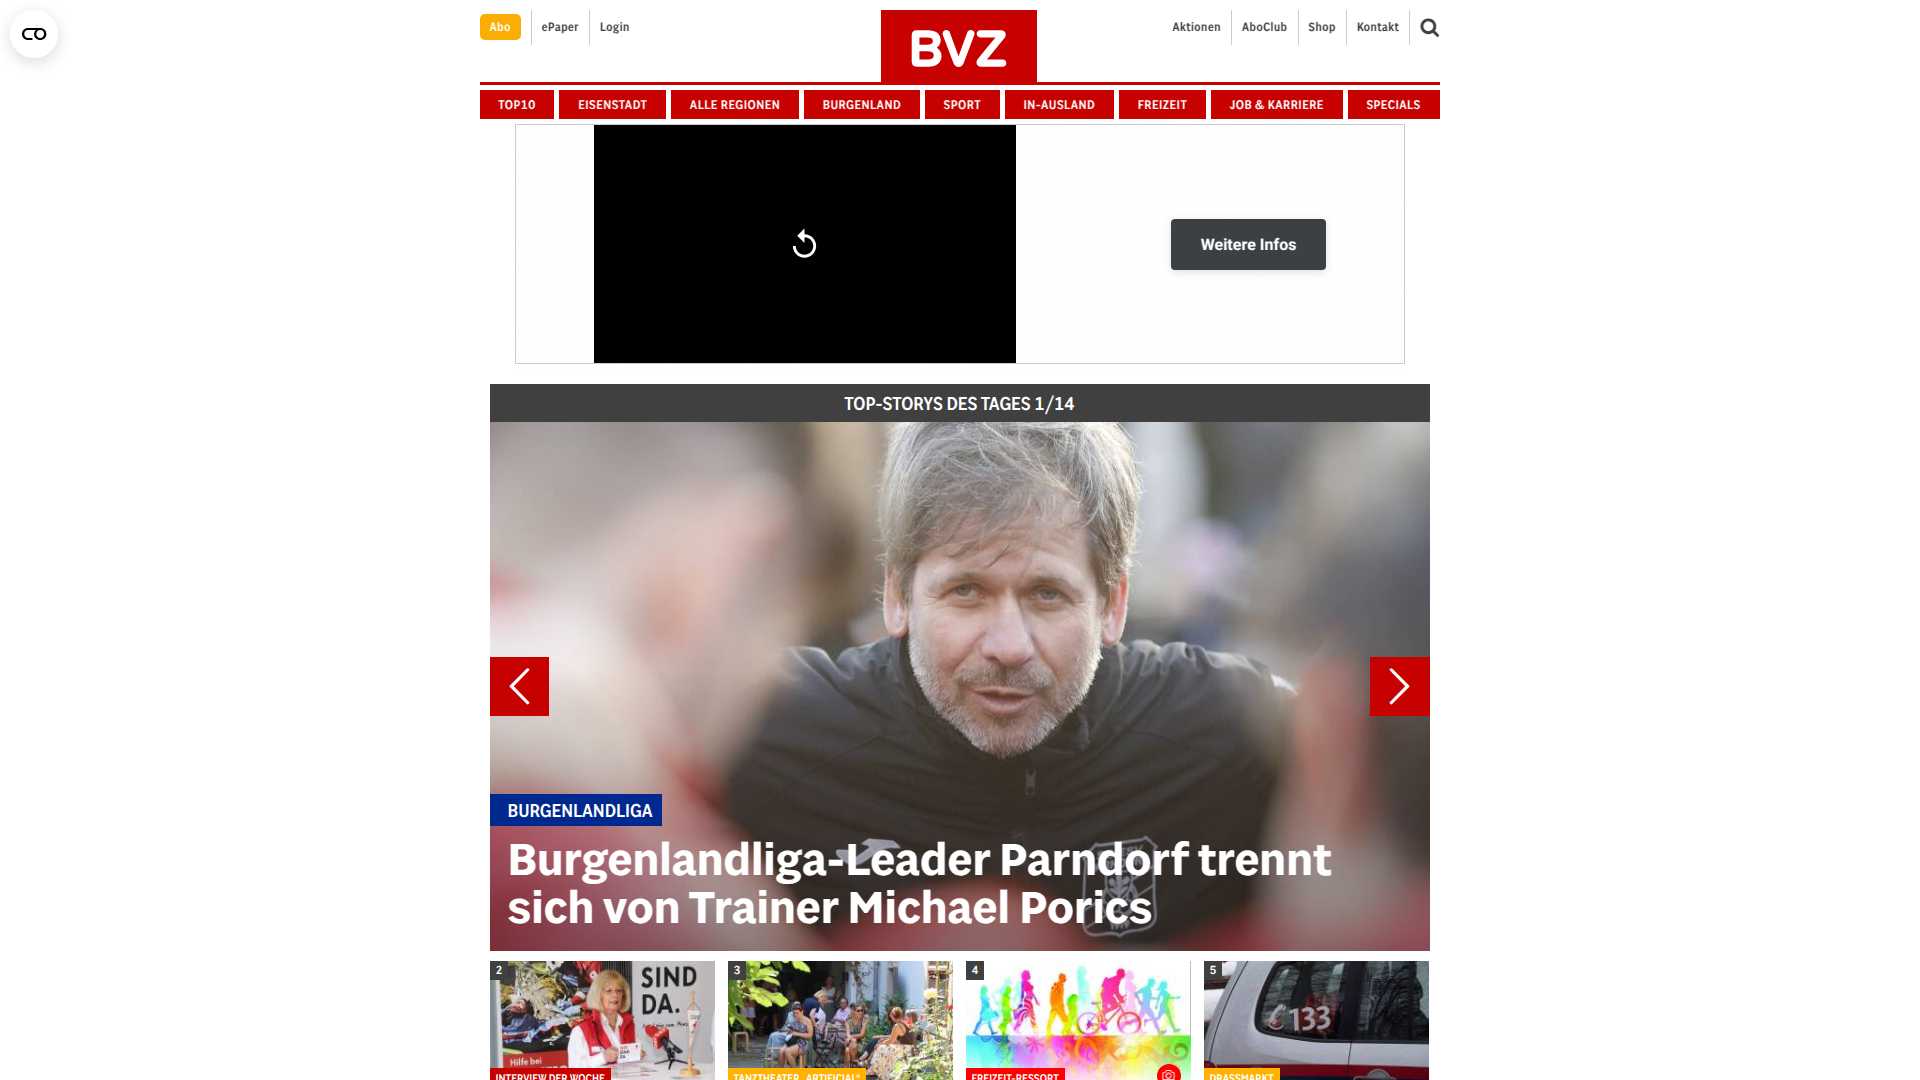 Abo
ePaper
Login
BVZ
Aktionen
AboClub
Shop
Kontakt
TOP10
EISENSTADT
ALLE REGIONEN
BURGENLAND
SPORT
IN-AUSLAND
FREIZEIT
JOB & KARRIERE
SPECIALS
Weitere Infos
TOP-STORYS DES TAGES 1/14
BURGENLANDLIGA
Burgenlandliga-Leader Parndorf trennt
sich von Trainer Michael Porics
2
SIND
DA.
Hilfe bei
INTERVIEW DER WOCHE
3
TANZTHEATER „ARTIFICIAL“
4
FREIZEIT-RESSORT
5
133
DRASSMARKT